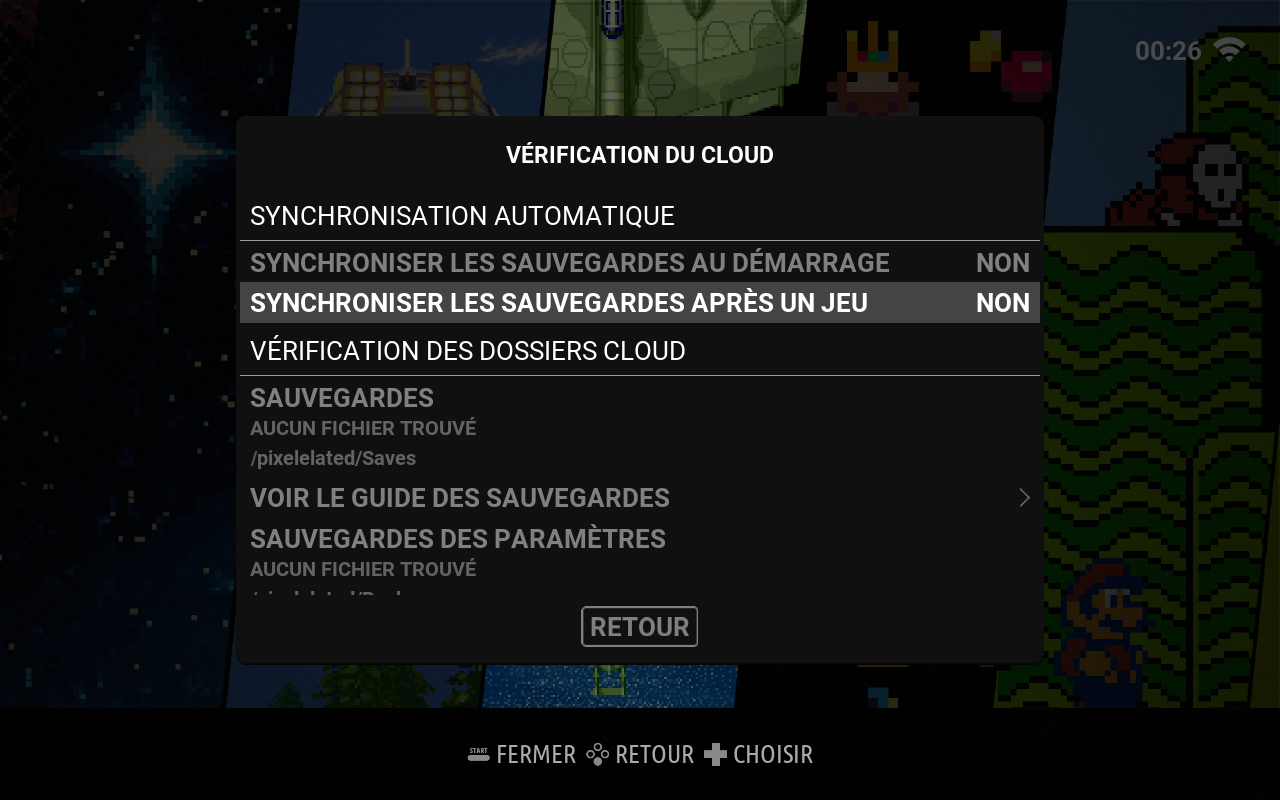 00:26
VÉRIFICATION DU CLOUD
SYNCHRONISATION AUTOMATIQUE
SYNCHRONISER LES SAUVEGARDES AU DÉMARRAGE NON
SYNCHRONISER LES SAUVEGARDES APRÈS UN JEU NON
VÉRIFICATION DES DOSSIERS CLOUD
SAUVEGARDES
AUCUN FICHIER TROUVÉ
/pixelelated/Saves
VOIR LE GUIDE DES SAUVEGARDES
SAUVEGARDES DES PARAMÈTRES
AUCUN FICHIER TROUVÉ
RETOUR
START FERMER RETOUR CHOISIR